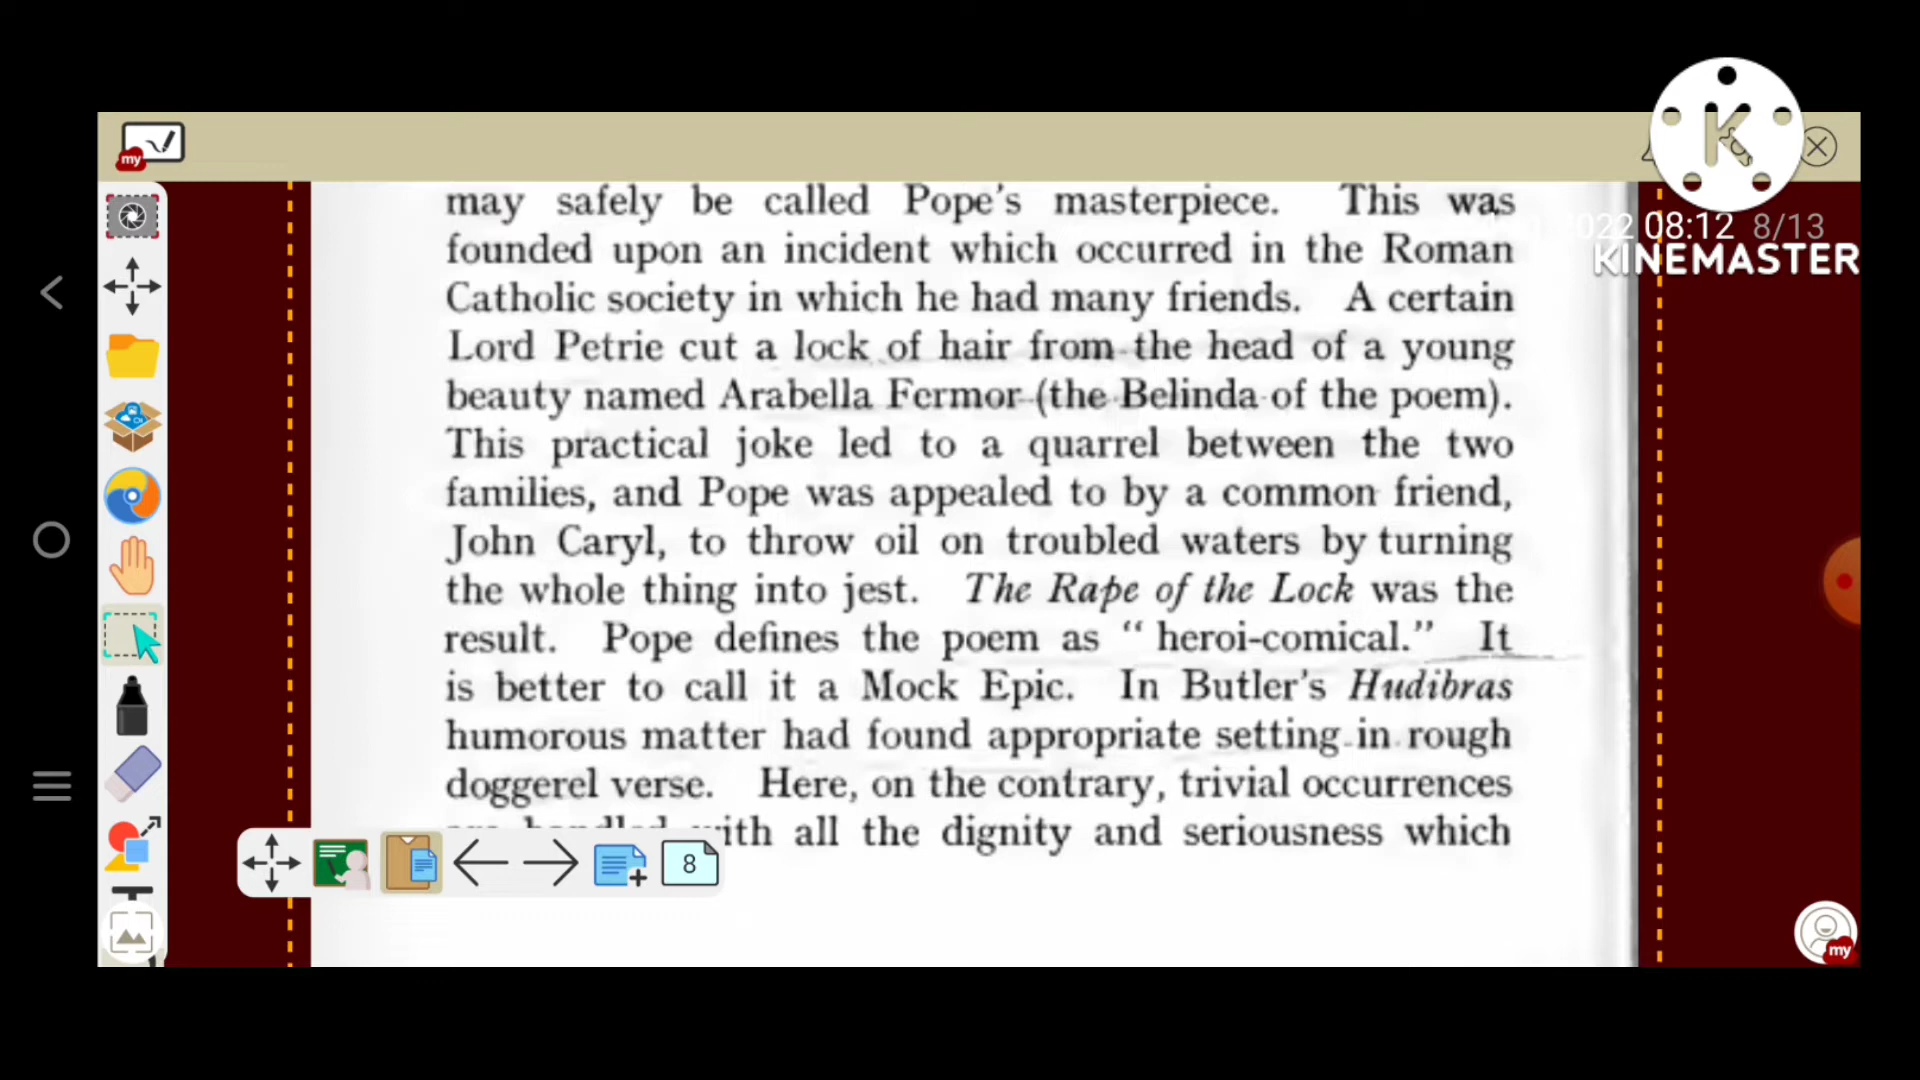 my
K
022 08:12 8/13
KINEMASTER
may safely be called Pope's masterpiece. This was
founded upon an incident which occurred in the Roman
Catholic society in which he had many friends. A certain
Lord Petrie cut a lock of hair from the head of a young
beauty named Arabella Fermor (the Belinda of the poem).
This practical joke led to a quarrel between the two
families, and Pope was appealed to by a common friend,
John Caryl, to throw oil on troubled waters by turning
the whole thing into jest. The Rape of the Lock was the
result. Pope defines the poem as “ heroi-comical.” It
is better to call it a Mock Epic. In Butler's Hudibras
humorous matter had found appropriate setting in rough
doggerel verse. Here, on the contrary, trivial occurrences
with all the dignity and seriousness which
8
my